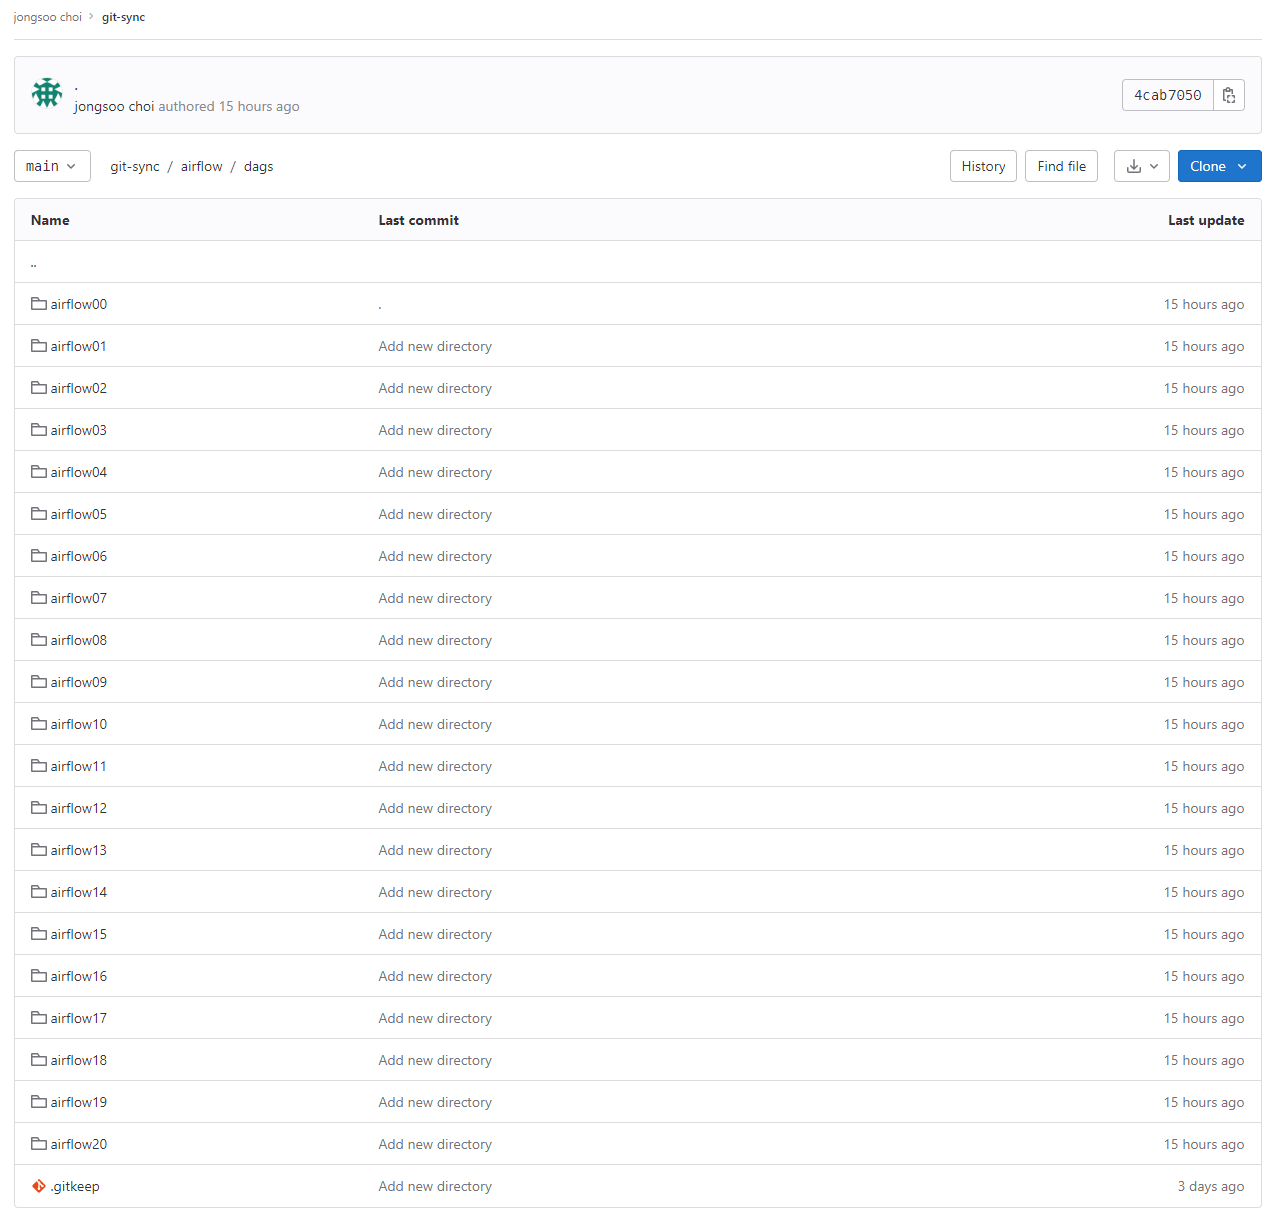 jongsoo choi > git-sync
.
jongsoo choi authored 15 hours ago
4cab7050
main git-sync / airflow / dags History Find file Clone
Name Last commit Last update
..
airflow00 . 15 hours ago
airflow01 Add new directory 15 hours ago
airflow02 Add new directory 15 hours ago
airflow03 Add new directory 15 hours ago
airflow04 Add new directory 15 hours ago
airflow05 Add new directory 15 hours ago
airflow06 Add new directory 15 hours ago
airflow07 Add new directory 15 hours ago
airflow08 Add new directory 15 hours ago
airflow09 Add new directory 15 hours ago
airflow10 Add new directory 15 hours ago
airflow11 Add new directory 15 hours ago
airflow12 Add new directory 15 hours ago
airflow13 Add new directory 15 hours ago
airflow14 Add new directory 15 hours ago
airflow15 Add new directory 15 hours ago
airflow16 Add new directory 15 hours ago
airflow17 Add new directory 15 hours ago
airflow18 Add new directory 15 hours ago
airflow19 Add new directory 15 hours ago
airflow20 Add new directory 15 hours ago
.gitkeep Add new directory 3 days ago